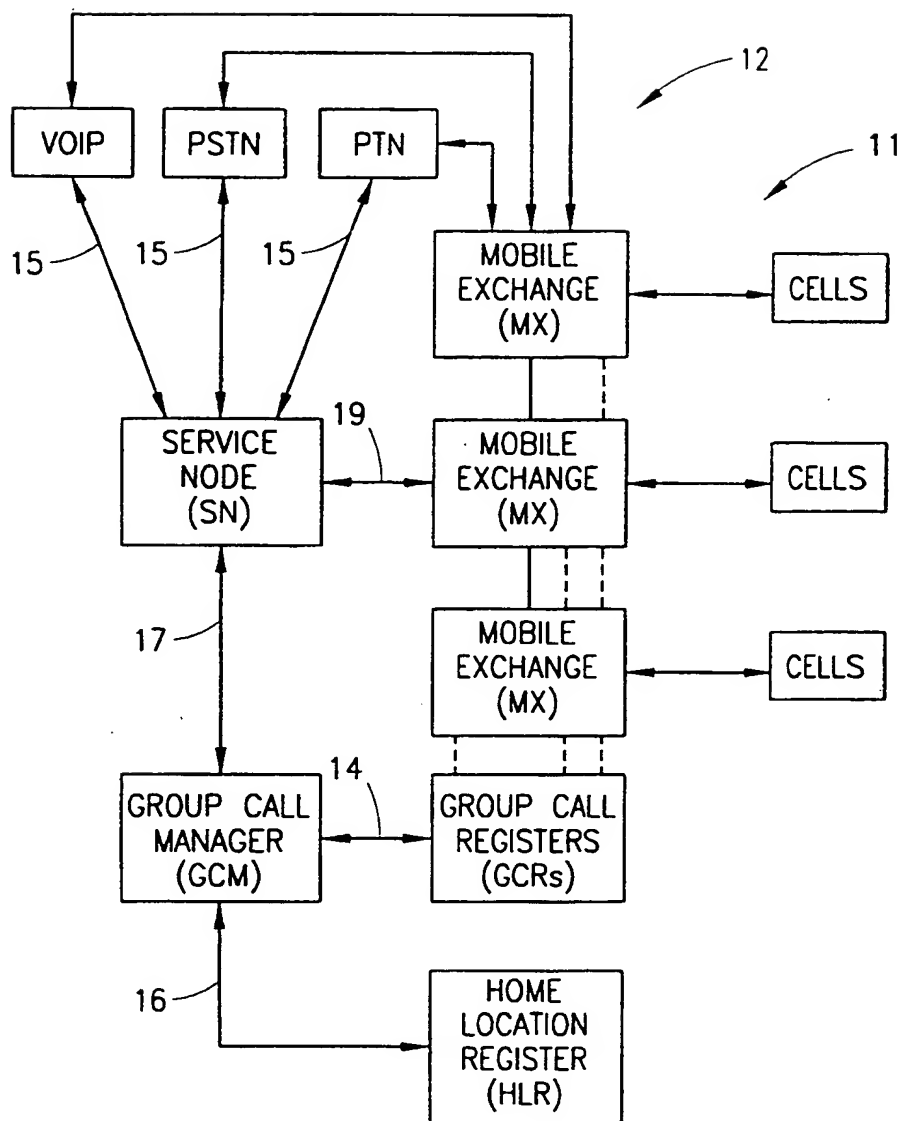 12
11
VOIP
PSTN
PTN
15
15
15
MOBILE
EXCHANGE
(MX)
CELLS
SERVICE
NODE
(SN)
19
MOBILE
EXCHANGE
(MX)
CELLS
17
MOBILE
EXCHANGE
(MX)
CELLS
GROUP CALL
MANAGER
(GCM)
14
GROUP CALL
REGISTERS
(GCRs)
16
HOME
LOCATION
REGISTER
(HLR)